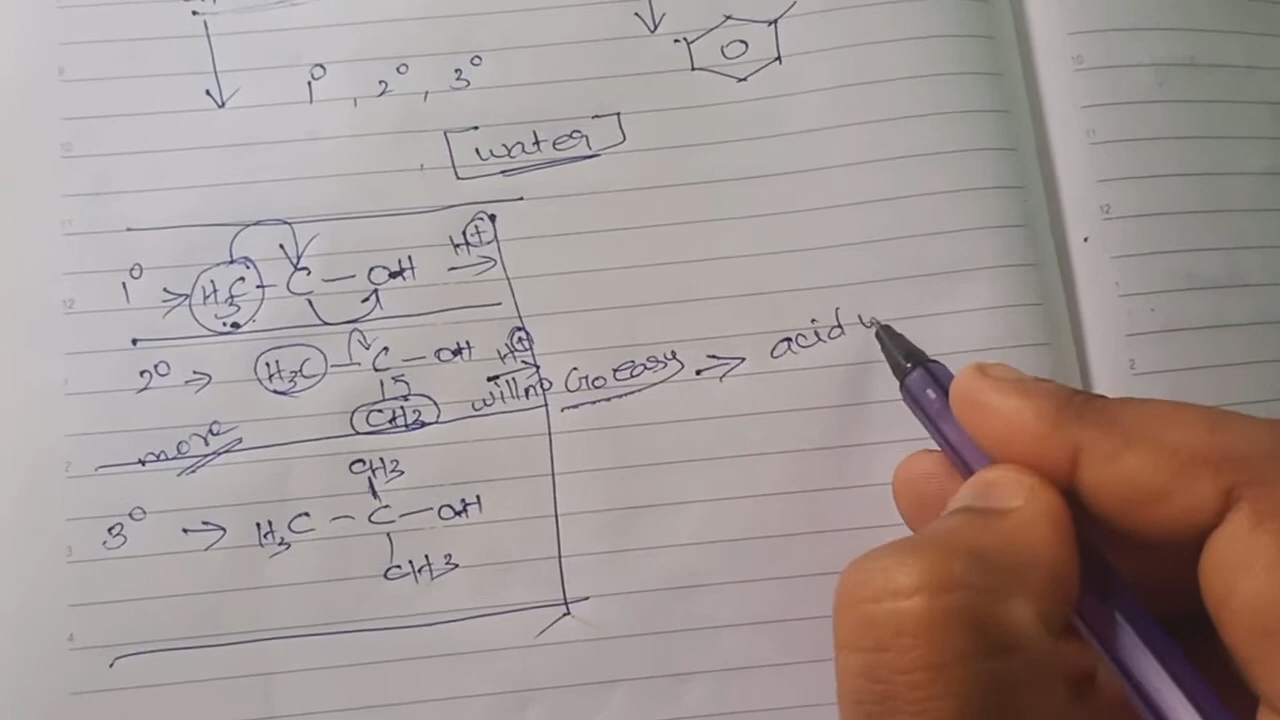 1°, 2°, 3°
water
1° → H3C - C - OH H+ →
2° → H3C - C - OH H+ →
CH3 will no Go easy → acid
more
CH3
3° → H3C - C - OH
CH3